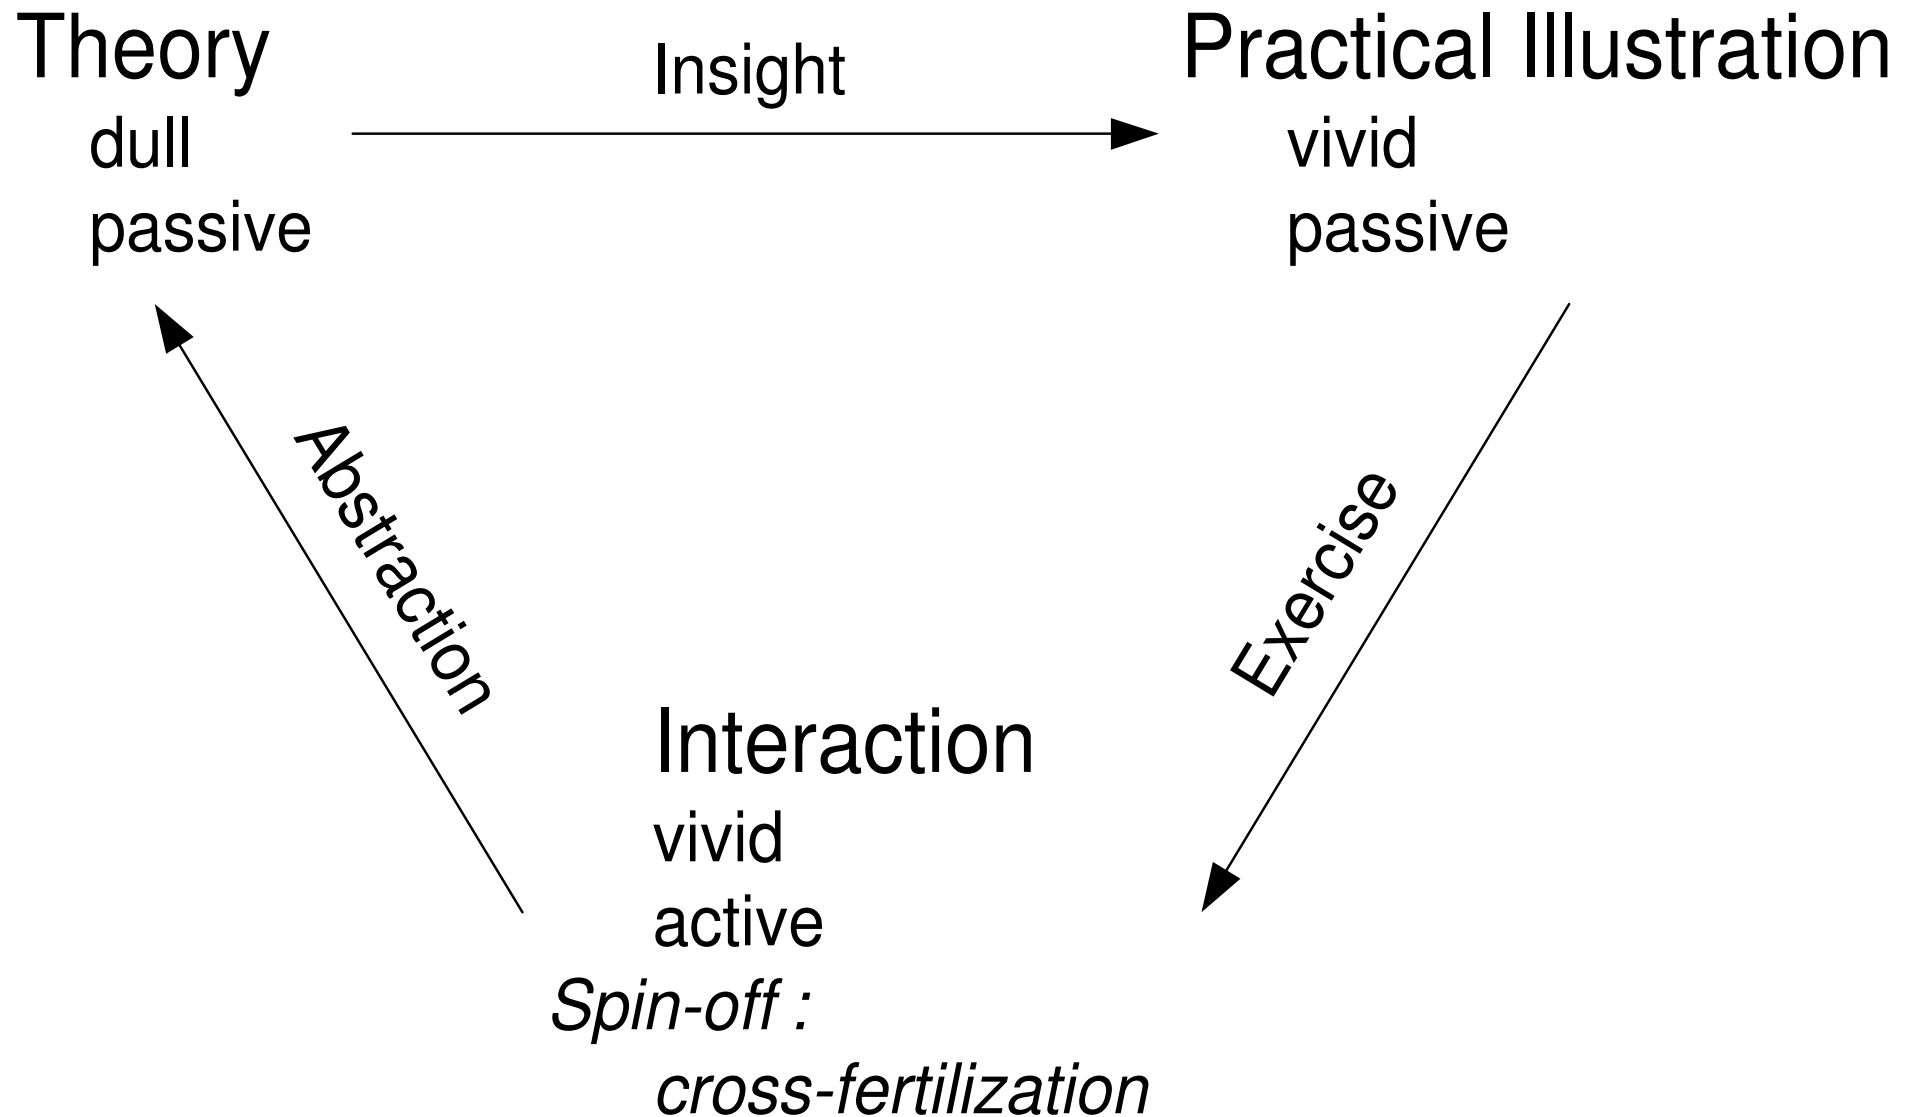 Theory
dull
passive
Insight
Practical Illustration
vivid
passive
Abstraction
Exercise
Interaction
vivid
active
Spin-off :
cross-fertilization